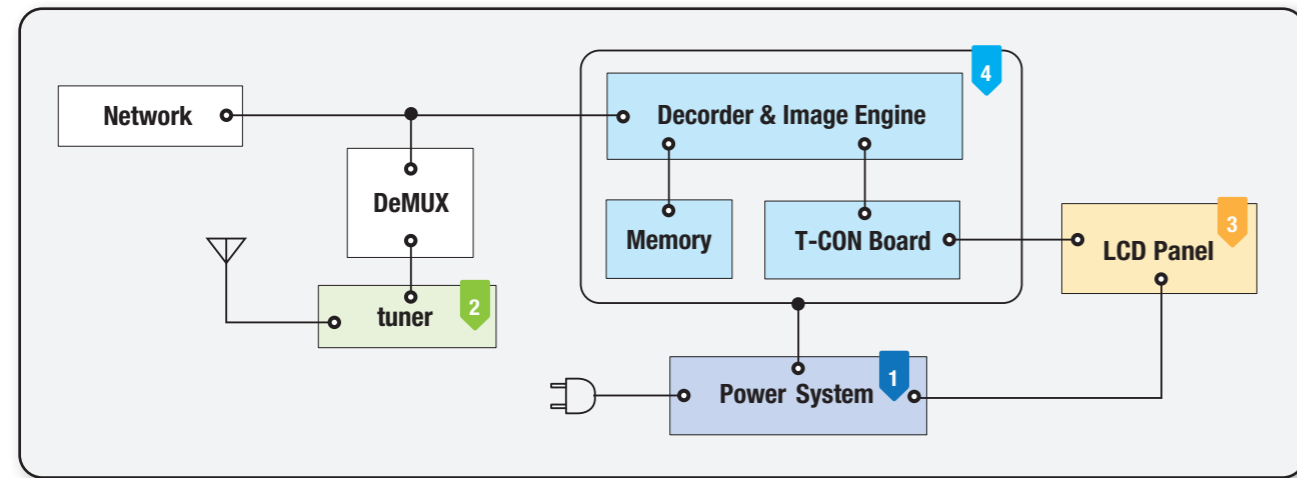 4
Network
Decorder & Image Engine
DeMUX
Memory
T-CON Board
3
LCD Panel
2
tuner
1
Power System